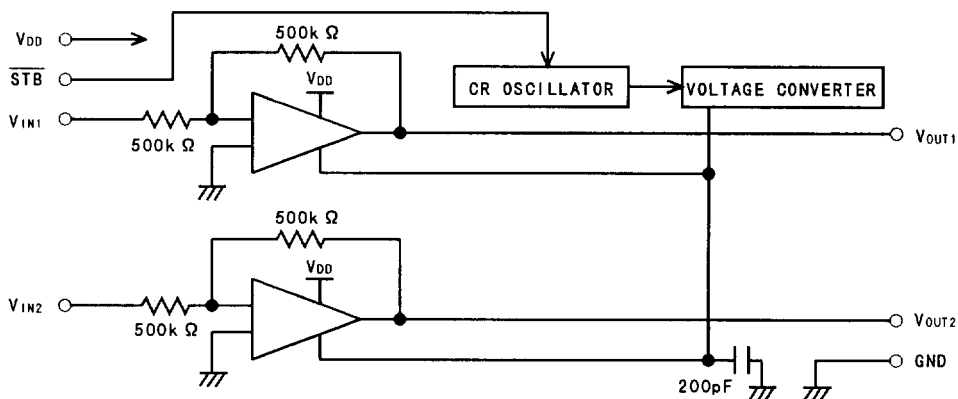 VDD
STB
VIN1
500k Ω
500k Ω
VDD
CR OSCILLATOR
VOLTAGE CONVERTER
VOUT1
500k Ω
VDD
VIN2
500k Ω
VOUT2
GND
200pF